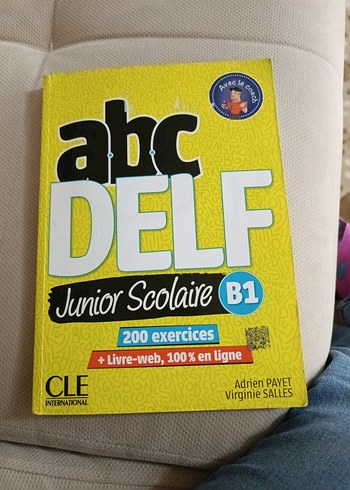 Avec le coach
abc
DELF
Junior Scolaire B1
200 exercices
+ Livre-web, 100% en ligne
Adrien PAYET
Virginie SALLES
CLE
INTERNATIONAL